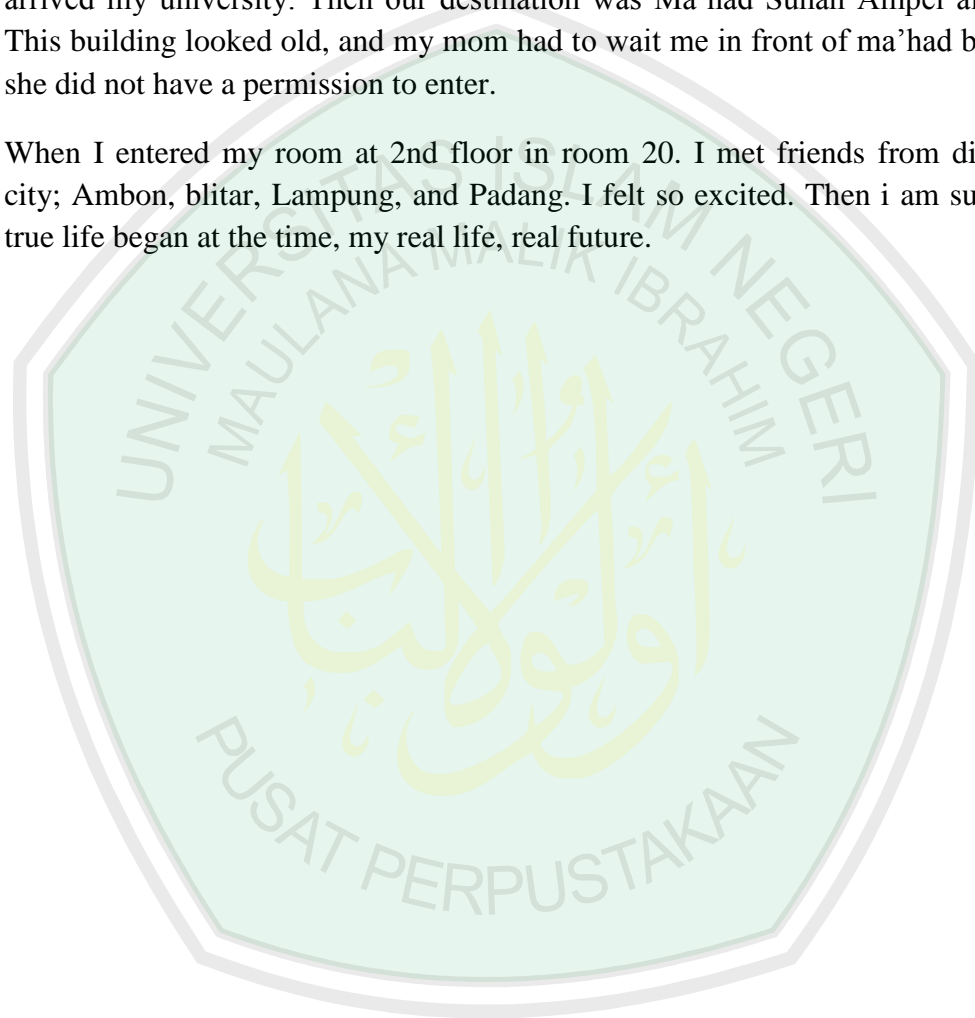 arrived my university. Then our destination was Ma'had Sunan Ampel al
This building looked old, and my mom had to wait me in front of ma'had b
she did not have a permission to enter.
When I entered my room at 2nd floor in room 20. I met friends from di
city; Ambon, blitar, Lampung, and Padang. I felt so excited. Then i am su
true life began at the time, my real life, real future.
UNIVERSITAS ISLAM NEGERI
MAULANA MALIK IBRAHIM
PUSAT PERPUSTAKAAN